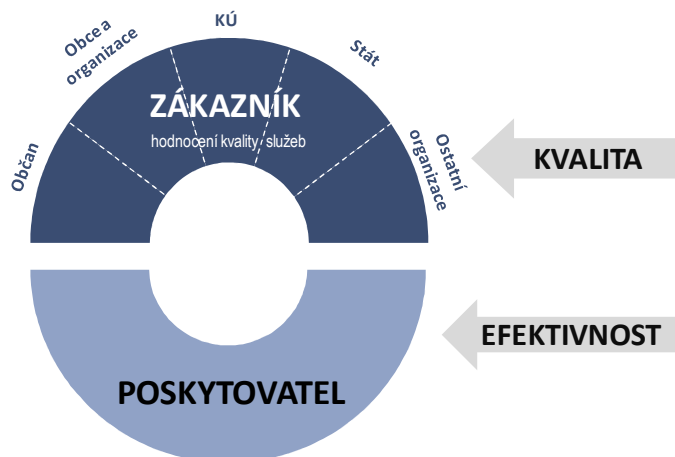 Občan
Obce a
organizace
KÚ
Stát
Ostatní
organizace
ZÁKAZNÍK
hodnocení kvality služeb
KVALITA
EFEKTIVNOST
POSKYTOVATEL